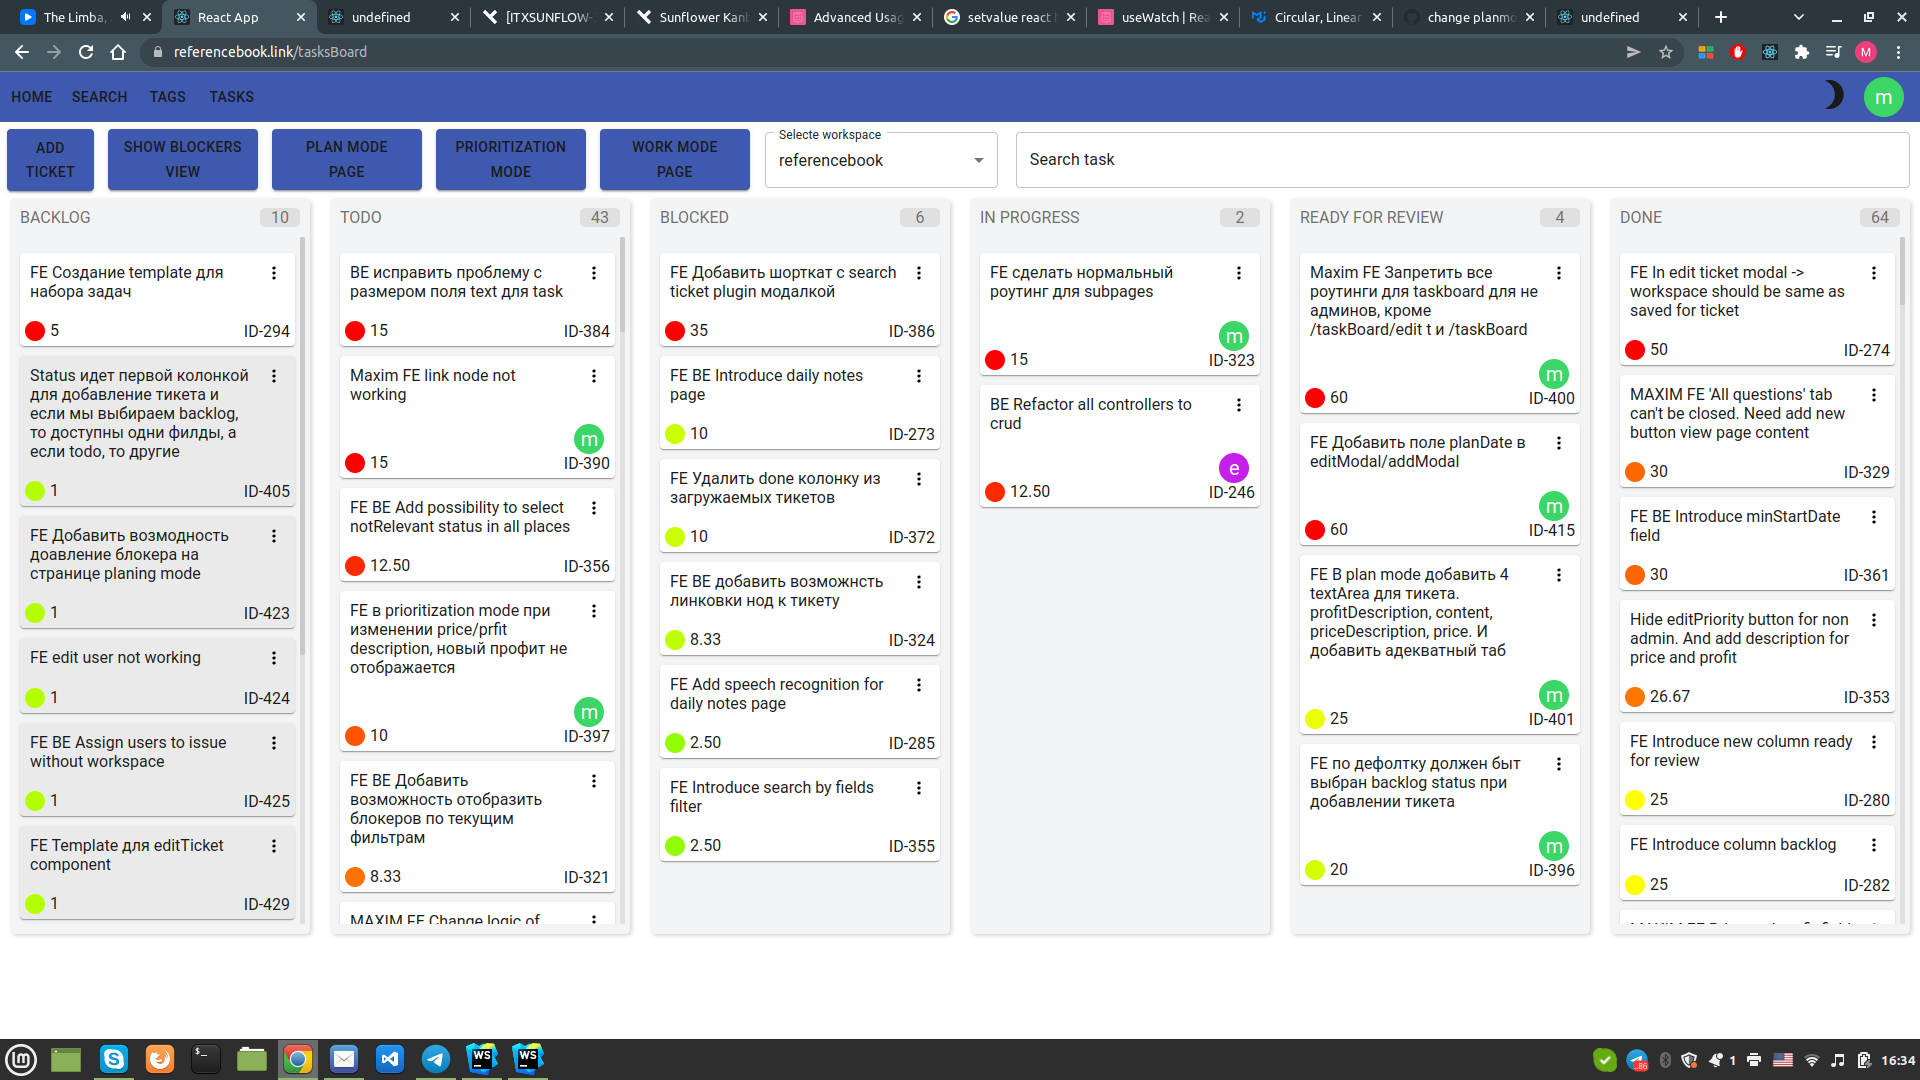 The Limba,
React App
undefined
[ITXSUNFLOW-
Sunflower Kanb
Advanced Usag
setvalue react h
useWatch | Rea
Circular, Linear
change planmo
undefined
referencebook.link/tasksBoard
M
HOME
SEARCH
TAGS
TASKS
m
ADD
TICKET
SHOW BLOCKERS
VIEW
PLAN MODE
PAGE
PRIORITIZATION
MODE
WORK MODE
PAGE
Selecte workspace
referencebook
Search task
BACKLOG
10
FE Создание template для
набора задач
5
ID-294
Status идет первой колонкой
для добавление тикета и
если мы выбираем backlog,
то доступны одни филды, а
если todo, то другие
1
ID-405
FE Добавить возмодность
доавление блокера на
странице planing mode
1
ID-423
FE edit user not working
1
ID-424
FE BE Assign users to issue
without workspace
1
ID-425
FE Template для editTicket
component
1
ID-429
TODO
43
BE исправить проблему с
размером поля text для task
15
ID-384
Maxim FE link node not
working
m
15
ID-390
FE BE Add possibility to select
notRelevant status in all places
12.50
ID-356
FE в prioritization mode при
изменении price/prfit
description, новый профит не
отображается
m
10
ID-397
FE BE Добавить
возможность отобразить
блокеров по текущим
фильтрам
8.33
ID-321
MAXIM FE Change logic of
BLOCKED
6
FE Добавить шорткат с search
ticket plugin модалкой
35
ID-386
FE BE Introduce daily notes
page
10
ID-273
FE Удалить done колонку из
загружаемых тикетов
10
ID-372
FE BE добавить возможнсть
линковки нод к тикету
8.33
ID-324
FE Add speech recognition for
daily notes page
2.50
ID-285
FE Introduce search by fields
filter
2.50
ID-355
IN PROGRESS
2
FE сделать нормальный
роутинг для subpages
m
15
ID-323
BE Refactor all controllers to
crud
e
12.50
ID-246
READY FOR REVIEW
4
Maxim FE Запретить все
роутинги для taskboard для не
админов, кроме
/taskBoard/edit t и /taskBoard
m
60
ID-400
FE Добавить поле planDate в
editModal/addModal
m
60
ID-415
FE В plan mode добавить 4
textArea для тикета.
profitDescription, content,
priceDescription, price. И
добавить адекватный таб
m
25
ID-401
FE по дефолтку должен быт
выбран backlog status при
добавлении тикета
m
20
ID-396
DONE
64
FE In edit ticket modal ->
workspace should be same as
saved for ticket
50
ID-274
MAXIM FE 'All questions' tab
can't be closed. Need add new
button view page content
30
ID-329
FE BE Introduce minStartDate
field
30
ID-361
Hide editPriority button for non
admin. And add description for
price and profit
26.67
ID-353
FE Introduce new column ready
for review
25
ID-280
FE Introduce column backlog
25
ID-282
WS
WS
86
1
16:34